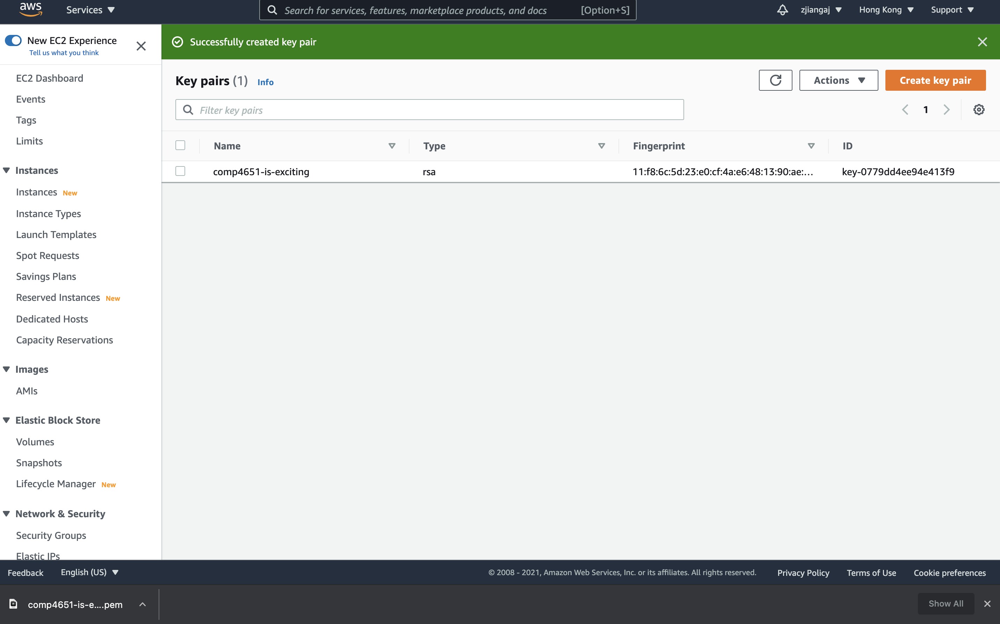 aws
Services
Search for services, features, marketplace products, and docs [Option+S]
zjiangaj
Hong Kong
Support
New EC2 Experience
Tell us what you think
EC2 Dashboard
Events
Tags
Limits
Instances
Instances New
Instance Types
Launch Templates
Spot Requests
Savings Plans
Reserved Instances New
Dedicated Hosts
Capacity Reservations
Images
AMIs
Elastic Block Store
Volumes
Snapshots
Lifecycle Manager New
Network & Security
Security Groups
Elastic IPs
Successfully created key pair
Key pairs (1) Info
Actions
Create key pair
Filter key pairs
1
Name Type Fingerprint ID
comp4651-is-exciting rsa 11:f8:6c:5d:23:e0:cf:4a:e6:48:13:90:ae:... key-0779dd4ee94e413f9
Feedback
English (US)
© 2008 - 2021, Amazon Web Services, Inc. or its affiliates. All rights reserved.
Privacy Policy
Terms of Use
Cookie preferences
comp4651-is-e....pem
Show All